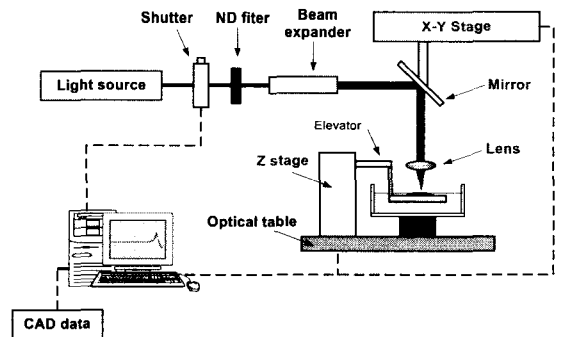 Shutter
ND fiter
Beam
expander
X-Y Stage
Light source
Mirror
Elevator
Lens
Z stage
Optical table
CAD data